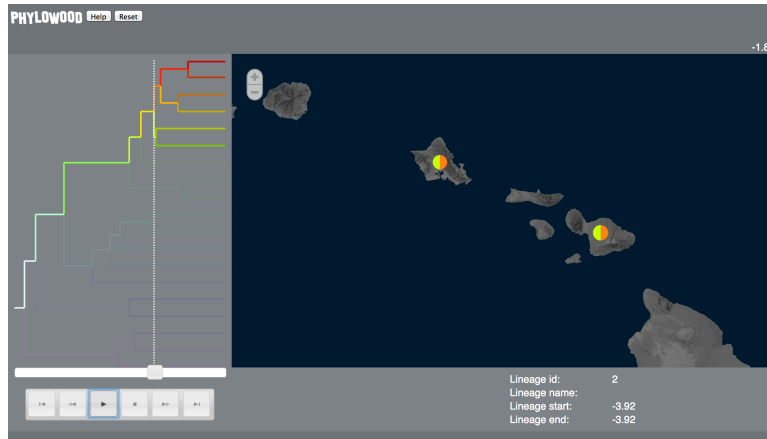 PHYLOWOOD Help Reset
-1.8
Lineage id: 2
Lineage name:
Lineage start: -3.92
Lineage end: -3.92